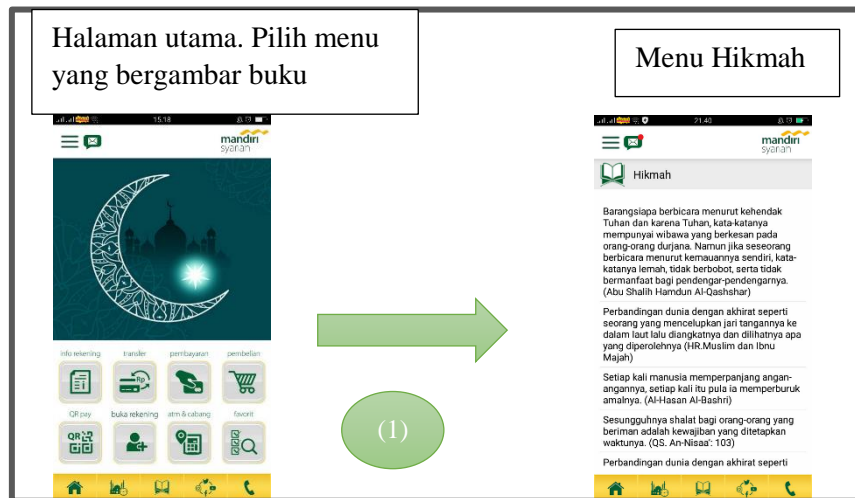 Halaman utama. Pilih menu
yang bergambar buku
15.18
mandiri
syariah
info rekening
transfer
pembayaran
pembelian
Rp
QR pay
buka rekening
atm & cabang
favorit
QR
(1)
Menu Hikmah
21.40
mandiri
syariah
Hikmah
Barangsiapa berbicara menurut kehendak
Tuhan dan karena Tuhan, kata-katanya
mempunyai wibawa yang berkesan pada
orang-orang durjana. Namun jika seseorang
berbicara menurut kemauannya sendiri, kata-
katanya lemah, tidak berbobot, serta tidak
bermanfaat bagi pendengar-pendengarnya.
(Abu Shalih Hamdun Al-Qashshar)
Perbandingan dunia dengan akhirat seperti
seorang yang mencelupkan jari tangannya ke
dalam laut lalu diangkatnya dan dilihatnya apa
yang diperolehnya (HR.Muslim dan Ibnu
Majah)
Setiap kali manusia memperpanjang angan-
angannya, setiap kali itu pula ia memperburuk
amalnya. (Al-Hasan Al-Bashri)
Sesungguhnya shalat bagi orang-orang yang
beriman adalah kewajiban yang ditetapkan
waktunya. (QS. An-Nisaa': 103)
Perbandingan dunia dengan akhirat seperti